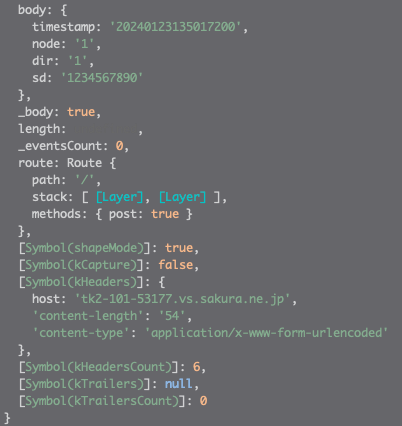 body: {
timestamp: '20240123135017200',
node: '1',
dir: '1',
sd: '1234567890'
},
_body: true,
length: ,
_eventsCount: 0,
route: Route {
path: '/',
stack: [ [Layer], [Layer] ],
methods: { post: true }
},
[Symbol(shapeMode)]: true,
[Symbol(kCapture)]: false,
[Symbol(kHeaders)]: {
host: 'tk2-101-53177.vs.sakura.ne.jp',
'content-length': '54',
'content-type': 'application/x-www-form-urlencoded'
},
[Symbol(kHeadersCount)]: 6,
[Symbol(kTrailers)]: null,
[Symbol(kTrailersCount)]: 0
}